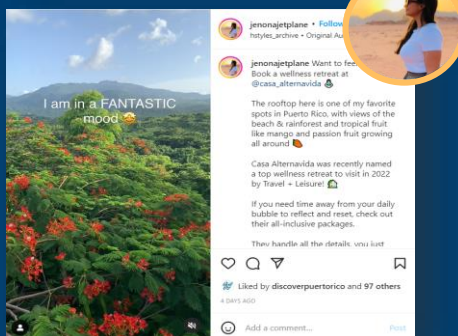 I am in a FANTASTIC
mood 🤩
jenonajetplane • Follow
hstyles_archive • Original Au
jenonajetplane Want to feel
Book a wellness retreat at
@casa_alternavida
The rooftop here is one of my favorite
spots in Puerto Rico, with views of the
beach & rainforest and tropical fruit
like mango and passion fruit growing
all around 🥭
Casa Alternavida was recently named
a top wellness retreat to visit in 2022
by Travel + Leisure! 🏡
If you need time away from your daily
bubble to reflect and reset, check out
their all-inclusive packages.
They handle all the details, you just
Liked by discoverpuertorico and 97 others
4 DAYS AGO
Add a comment...
Post